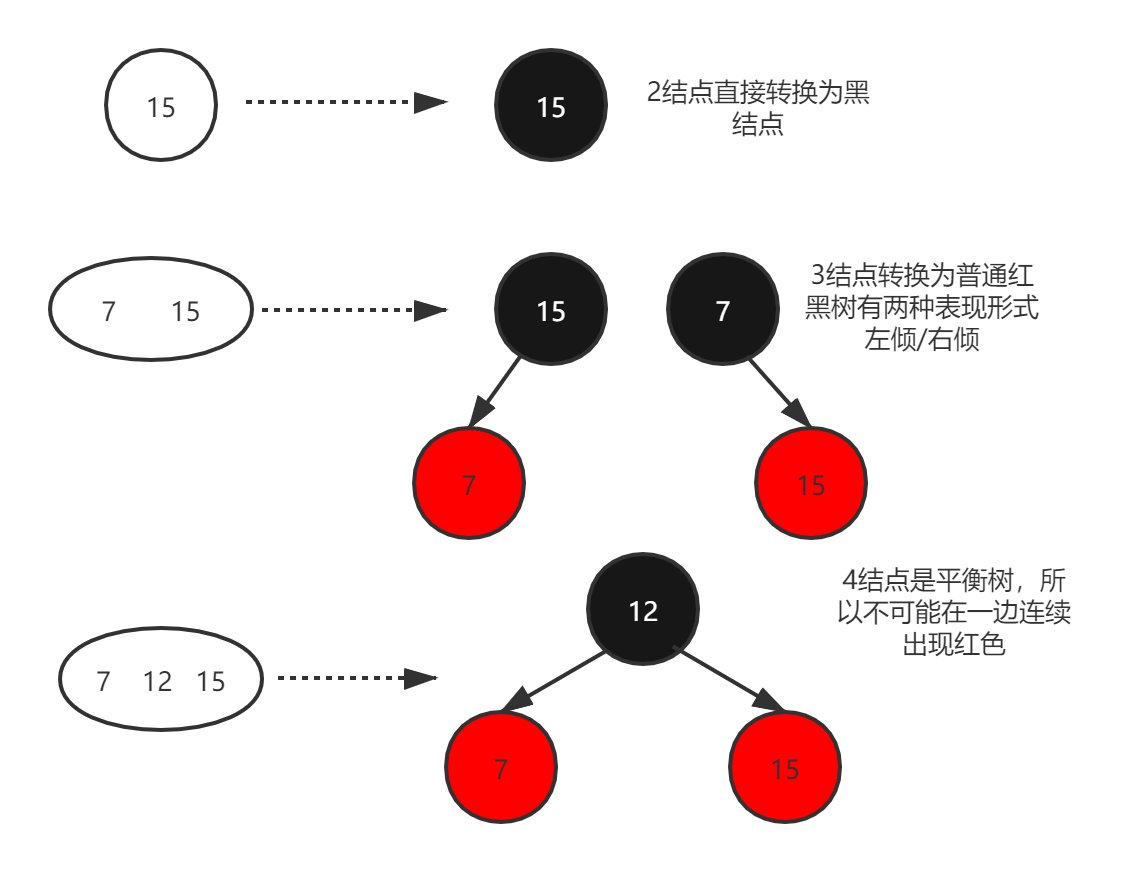 15
15
2结点直接转换为黑
结点
7 15
15
7
3结点转换为普通红
黑树有两种表现形式
左倾/右倾
7
15
12
4结点是平衡树，所
以不可能在一边连续
出现红色
7 12 15
7
15